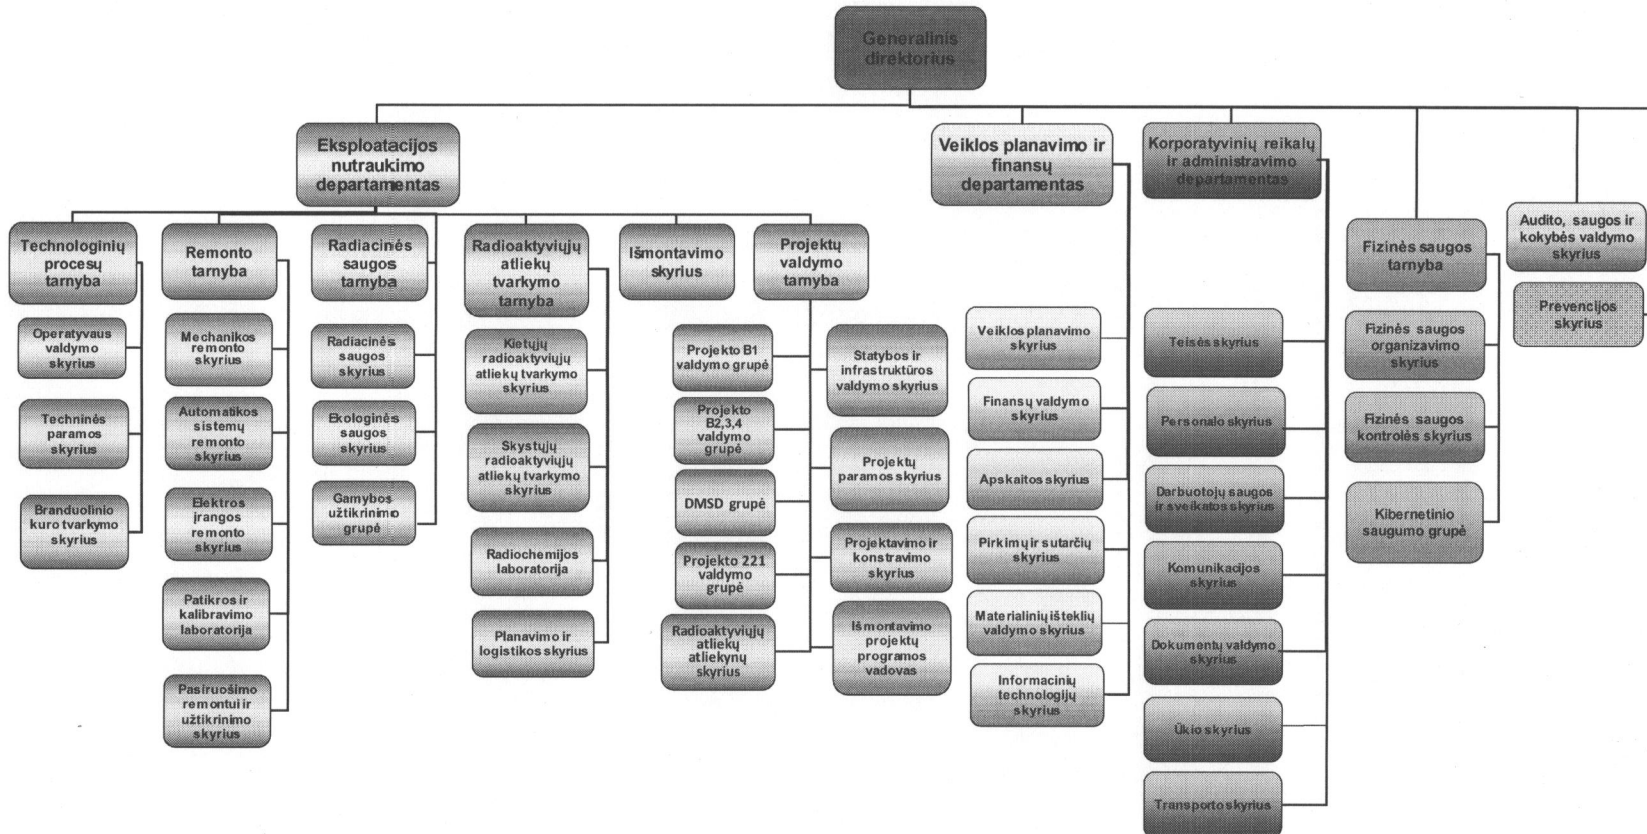 Generalinis
direktorius
Eksploatacijos
nutraukimo
departamentas
Veiklos planavimo ir
finansų
departamentas
Korporatyvinių reikalų
ir administravimo
departamentas
Technologinių
procesų
tarnyba
Operatyvaus
valdymo
skyrius
Techninės
paramos
skyrius
Branduolinio
kuro tvarkymo
skyrius
Remonto
tarnyba
Mechanikos
remonto
skyrius
Automatikos
sistemų
remonto
skyrius
Elektros
įrangos
remonto
skyrius
Patikros ir
kalibravimo
laboratorija
Pasiruošimo
remontui ir
užtikrinimo
skyrius
Radiacinės
saugos
tarnyba
Radiacinės
saugos
skyrius
Ekologinės
saugos
skyrius
Gamybos
užtikrinimo
grupė
Radioaktyviųjų
atliekų
tvarkymo
tarnyba
Kietųjų
radioaktyviųjų
atliekų tvarkymo
skyrius
Skystųjų
radioaktyviųjų
atliekų tvarkymo
skyrius
Radiochemijos
laboratorija
Planavimo ir
logistikos skyrius
Išmontavimo
skyrius
Projektų
valdymo
tarnyba
Projekto B1
valdymo grupė
Projekto
B2,3,4
valdymo
grupė
DMSD grupė
Projekto 221
valdymo
grupė
Radioaktyviųjų
atliekų
atliekynų
skyrius
Statybos ir
infrastruktūros
valdymo skyrius
Projektų
paramos skyrius
Projektavimo ir
konstravimo
skyrius
Išmontavimo
projektų
programos
vadovas
Veiklos planavimo
skyrius
Finansų valdymo
skyrius
Apskaitos skyrius
Pirkimų ir sutarčių
skyrius
Materialinių išteklių
valdymo skyrius
Informacinių
technologijų
skyrius
Teisės skyrius
Personalo skyrius
Darbuotojų saugos
ir sveikatos skyrius
Komunikacijos
skyrius
Dokumentų valdymo
skyrius
Ūkio skyrius
Transporto skyrius
Fizinės saugos
tarnyba
Fizinės saugos
organizavimo
skyrius
Fizinės saugos
kontrolės skyrius
Kibernetinio
saugumo grupė
Audito, saugos ir
kokybės valdymo
skyrius
Prevencijos
skyrius